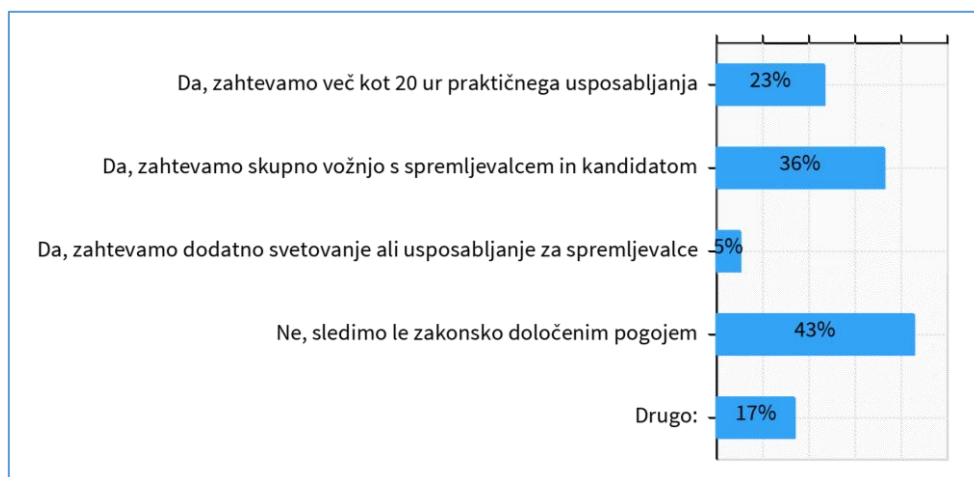 Da, zahtevamo več kot 20 ur praktičnega usposabljanja
23%
Da, zahtevamo skupno vožnjo s spremljevalcem in kandidatom
36%
Da, zahtevamo dodatno svetovanje ali usposabljanje za spremljevalce
5%
Ne, sledimo le zakonsko določenim pogojem
43%
Drugo:
17%